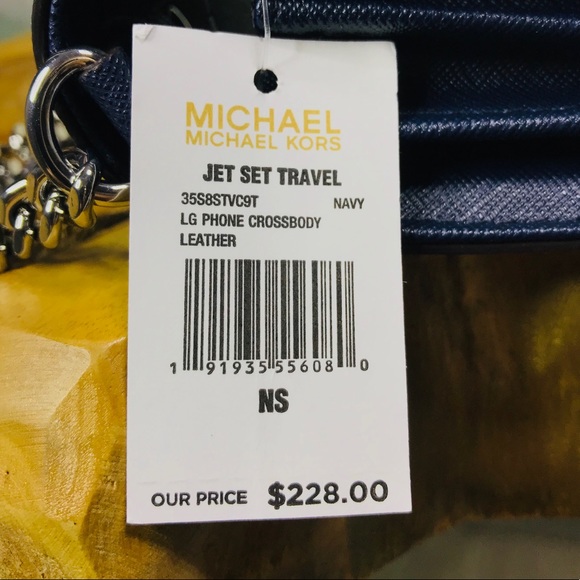 MICHAEL
MICHAEL KORS
JET SET TRAVEL
35S8STVC9T NAVY
LG PHONE CROSSBODY
LEATHER
1 91935 55608 0
NS
OUR PRICE $228.00